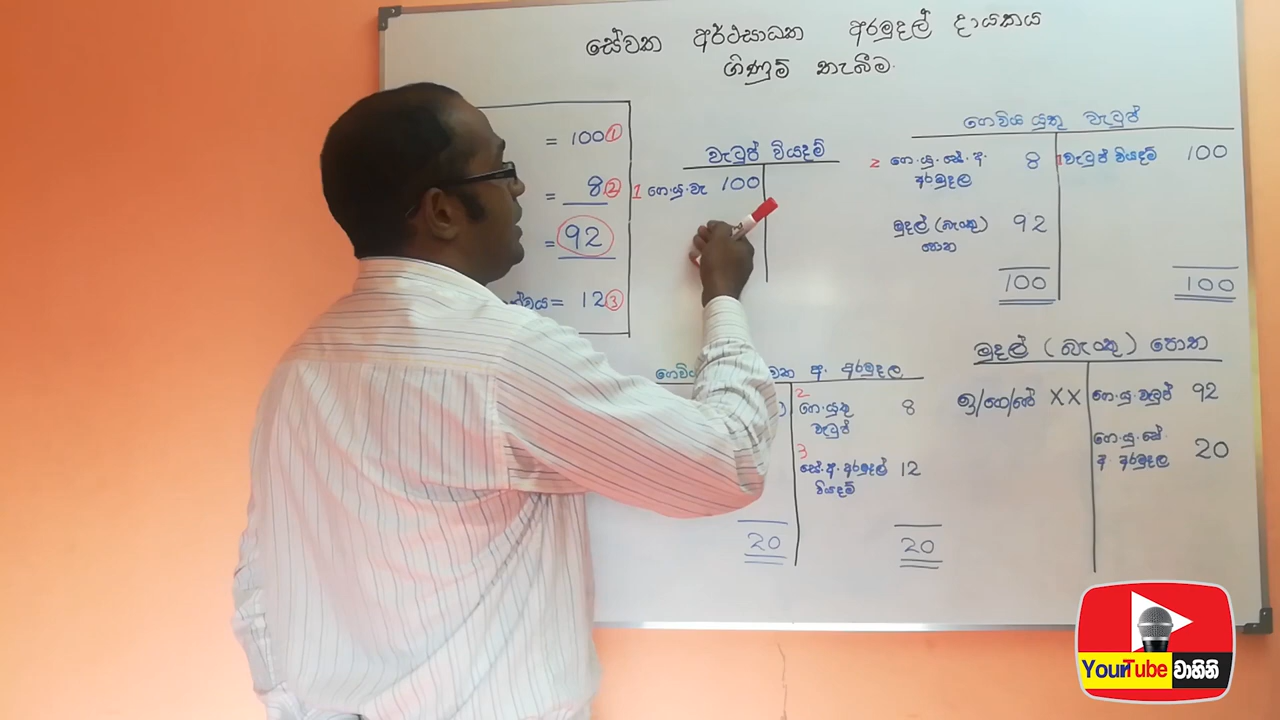 සේවක අර්ථසාධක අරමුදල් දායකය
ගිණුම් තැබීම.
= 100 1
= 8 2
= 92
= 12 3
වැටුප් වියදම්
1 ගෙ.යු.වැ 100
ගෙවිය යුතු වැටුප්
2 ගෙ.යු.සේ.අ. 8
අරමුදල
1 වැටුප් වියදම් 100
මුදල් (බැංකු) 92
පොත
100
100
අ. අරමුදල
2
ගෙ.යුතු 8
වැටුප්
3
සේ.අ.අරමුදල් 12
වියදම්
20
20
මුදල් (බැංකු) පොත
ඉ/ගෙ/සේ XX
ගෙ.යු.වැටුප් 92
ගෙ.යු.සේ
අ. අරමුදල 20
YournTube වාහිනි